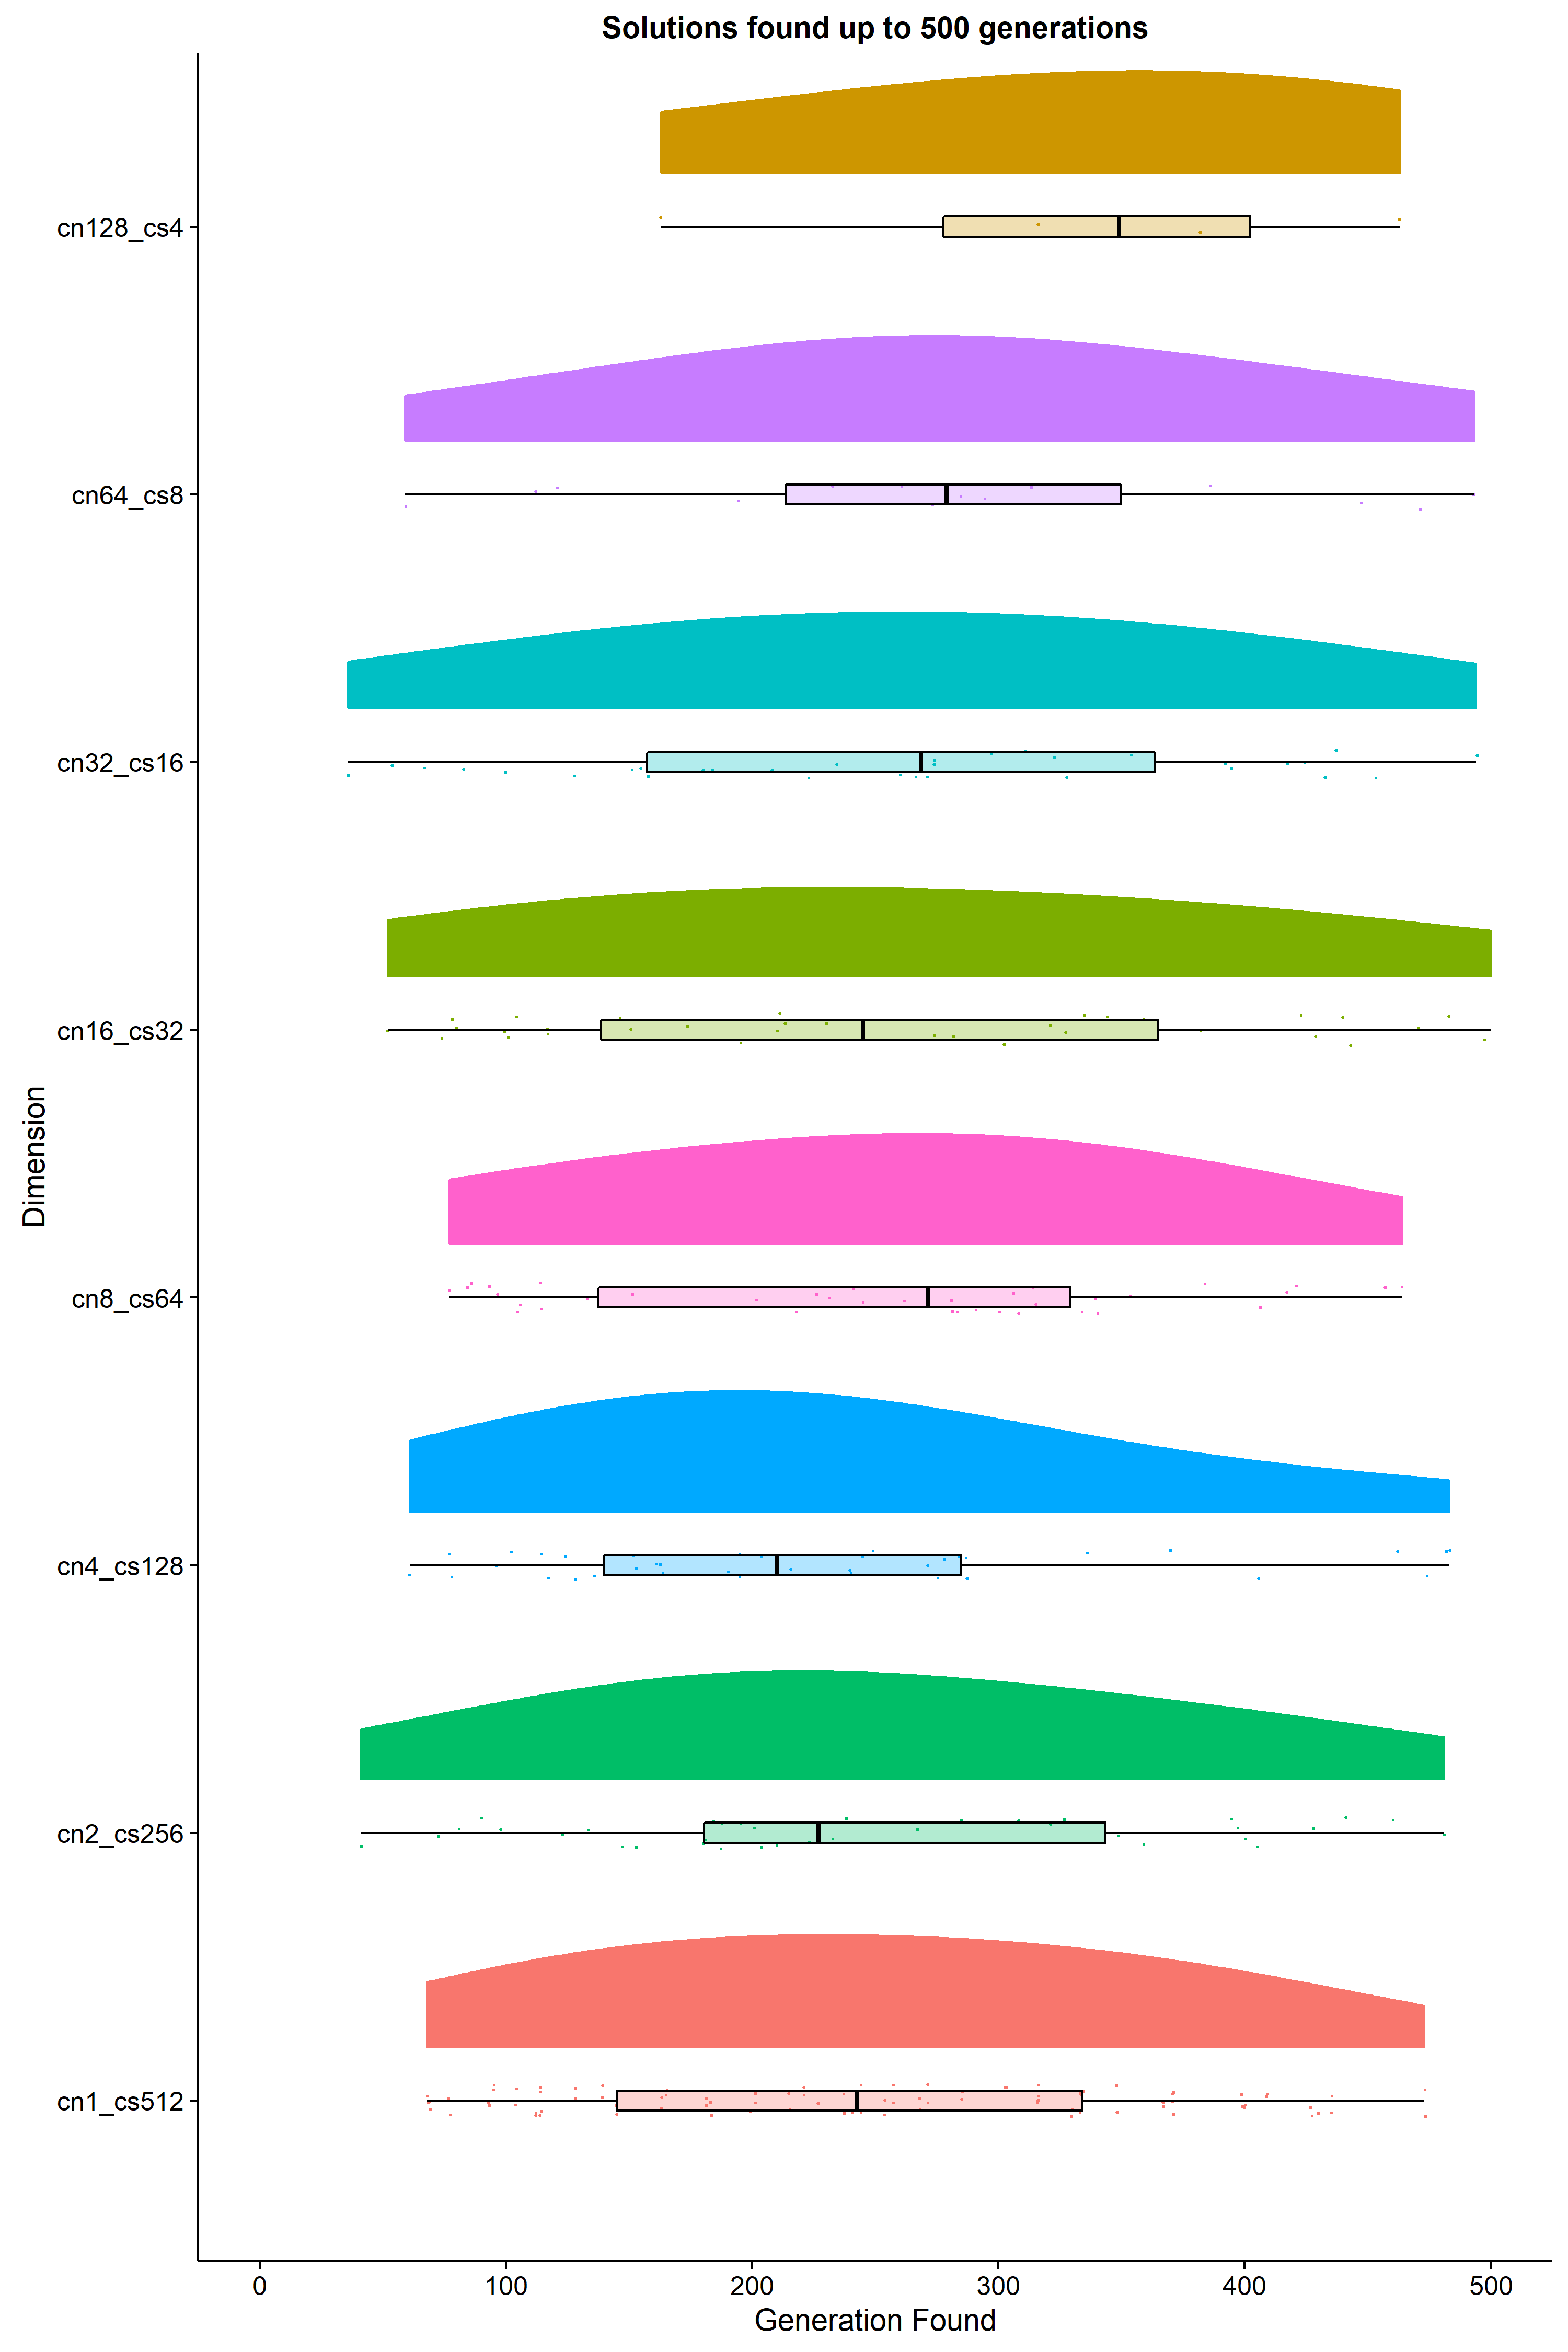 Solutions found up to 500 generations
cn128_cs4
cn64_cs8
cn32_cs16
cn16_cs32
Dimension
cn8_cs64
cn4_cs128
cn2_cs256
cn1_cs512
0 100 200 300 400 500
Generation Found